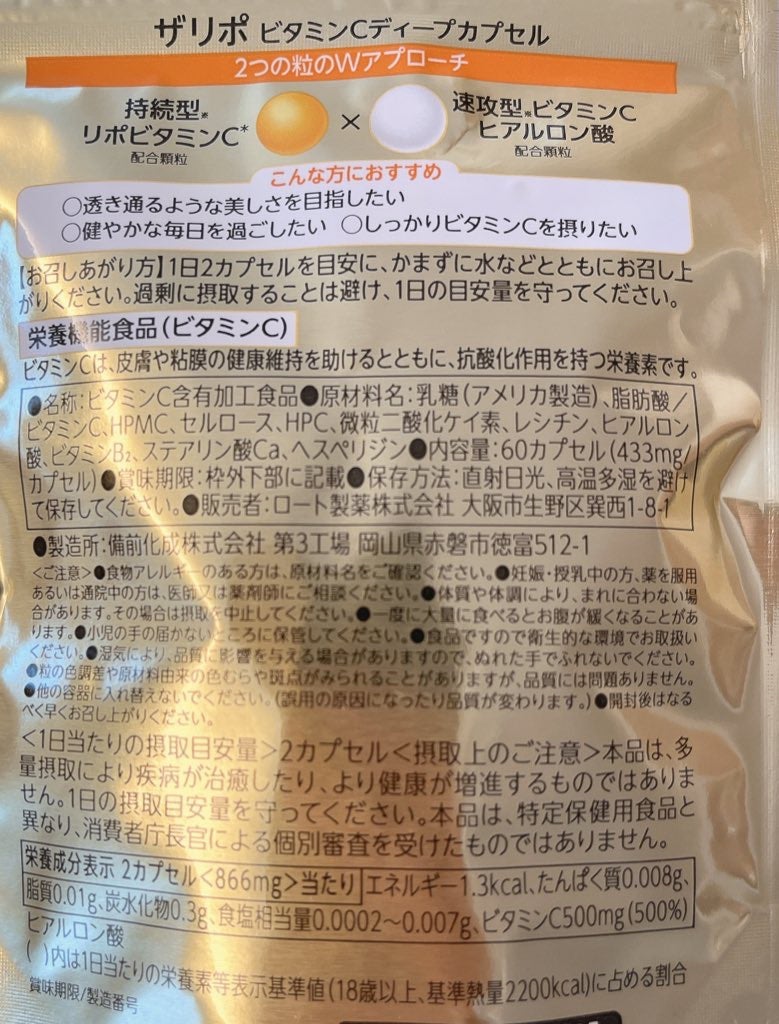 ザリポ ビタミンCディープカプセル
2つの粒のWアプローチ
持続型※
リポビタミンC*
配合顆粒
×
速攻型※ビタミンC
ヒアルロン酸
配合顆粒
こんな方におすすめ
○透き通るような美しさを目指したい
○健やかな毎日を過ごしたい ○しっかりビタミンCを摂りたい
【お召しあがり方】1日2カプセルを目安に、かまずに水などとともにお召し上
がりください。過剰に摂取することは避け、1日の目安量を守ってください。
栄養機能食品(ビタミンC)
ビタミンCは、皮膚や粘膜の健康維持を助けるとともに、抗酸化作用を持つ栄養素です。
●名称:ビタミンC含有加工食品●原材料名:乳糖(アメリカ製造)、脂肪酸/
ビタミンC、HPMC、セルロース、HPC、微粒二酸化ケイ素、レシチン、ヒアルロン
酸、ビタミンB₂、ステアリン酸Ca、ヘスペリジン●内容量:60カプセル(433mg/
カプセル)●賞味期限:枠外下部に記載●保存方法:直射日光、高温多湿を避け
て保存してください。●販売者:ロート製薬株式会社 大阪市生野区巽西1-8-1
●製造所:備前化成株式会社 第3工場 岡山県赤磐市徳富512-1
<ご注意>●食物アレルギーのある方は、原材料名をご確認ください。●妊娠・授乳中の方、薬を服用
あるいは通院中の方は、医師又は薬剤師にご相談ください。●体質や体調により、まれに合わない場
合があります。その場合は摂取を中止してください。●一度に大量に食べるとお腹が緩くなることがあ
ります。●小児の手の届かないところに保管してください。●食品ですので衛生的な環境でお取扱い
ください。●湿気により、品質に影響を与える場合がありますので、ぬれた手でふれないでください。
●粒の色調差や原材料由来の色むらや斑点がみられることがありますが、品質には問題ありません。
●他の容器に入れ替えないでください。(誤用の原因になったり品質が変わります。)●開封後はなる
べく早くお召し上がりください。
<1日当たりの摂取目安量>2カプセル<摂取上のご注意>本品は、多
量摂取により疾病が治癒したり、より健康が増進するものではありま
せん。1日の摂取目安量を守ってください。本品は、特定保健用食品と
異なり、消費者庁長官による個別審査を受けたものではありません。
栄養成分表示 2カプセル<866mg>当たり エネルギー1.3kcal、たんぱく質0.008g、
脂質0.01g、炭水化物0.3g、食塩相当量0.0002~0.007g、ビタミンC500mg(500%)
ヒアルロン酸
( )内は1日当たりの栄養素等表示基準値(18歳以上、基準熱量2200kcal)に占める割合
賞味期限/製造番号